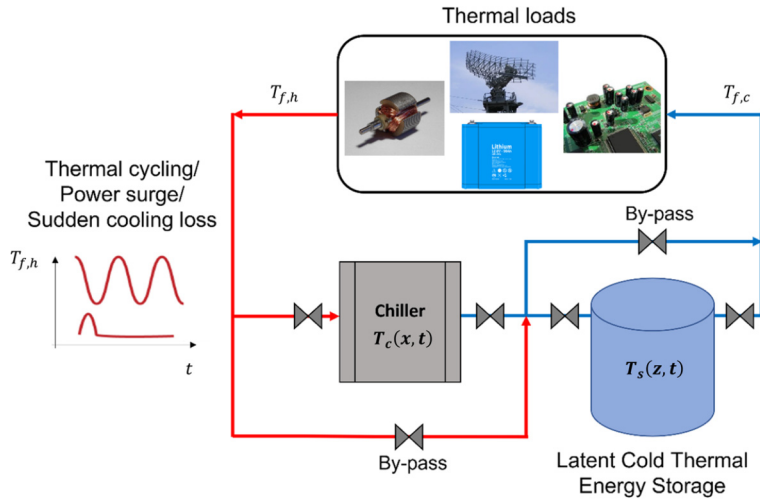 Thermal loads
T_{f,h}
T_{f,c}
Lithium
Thermal cycling/
Power surge/
Sudden cooling loss
T_{f,h}
t
By-pass
Chiller
T_c(x, t)
T_s(z, t)
By-pass
Latent Cold Thermal
Energy Storage